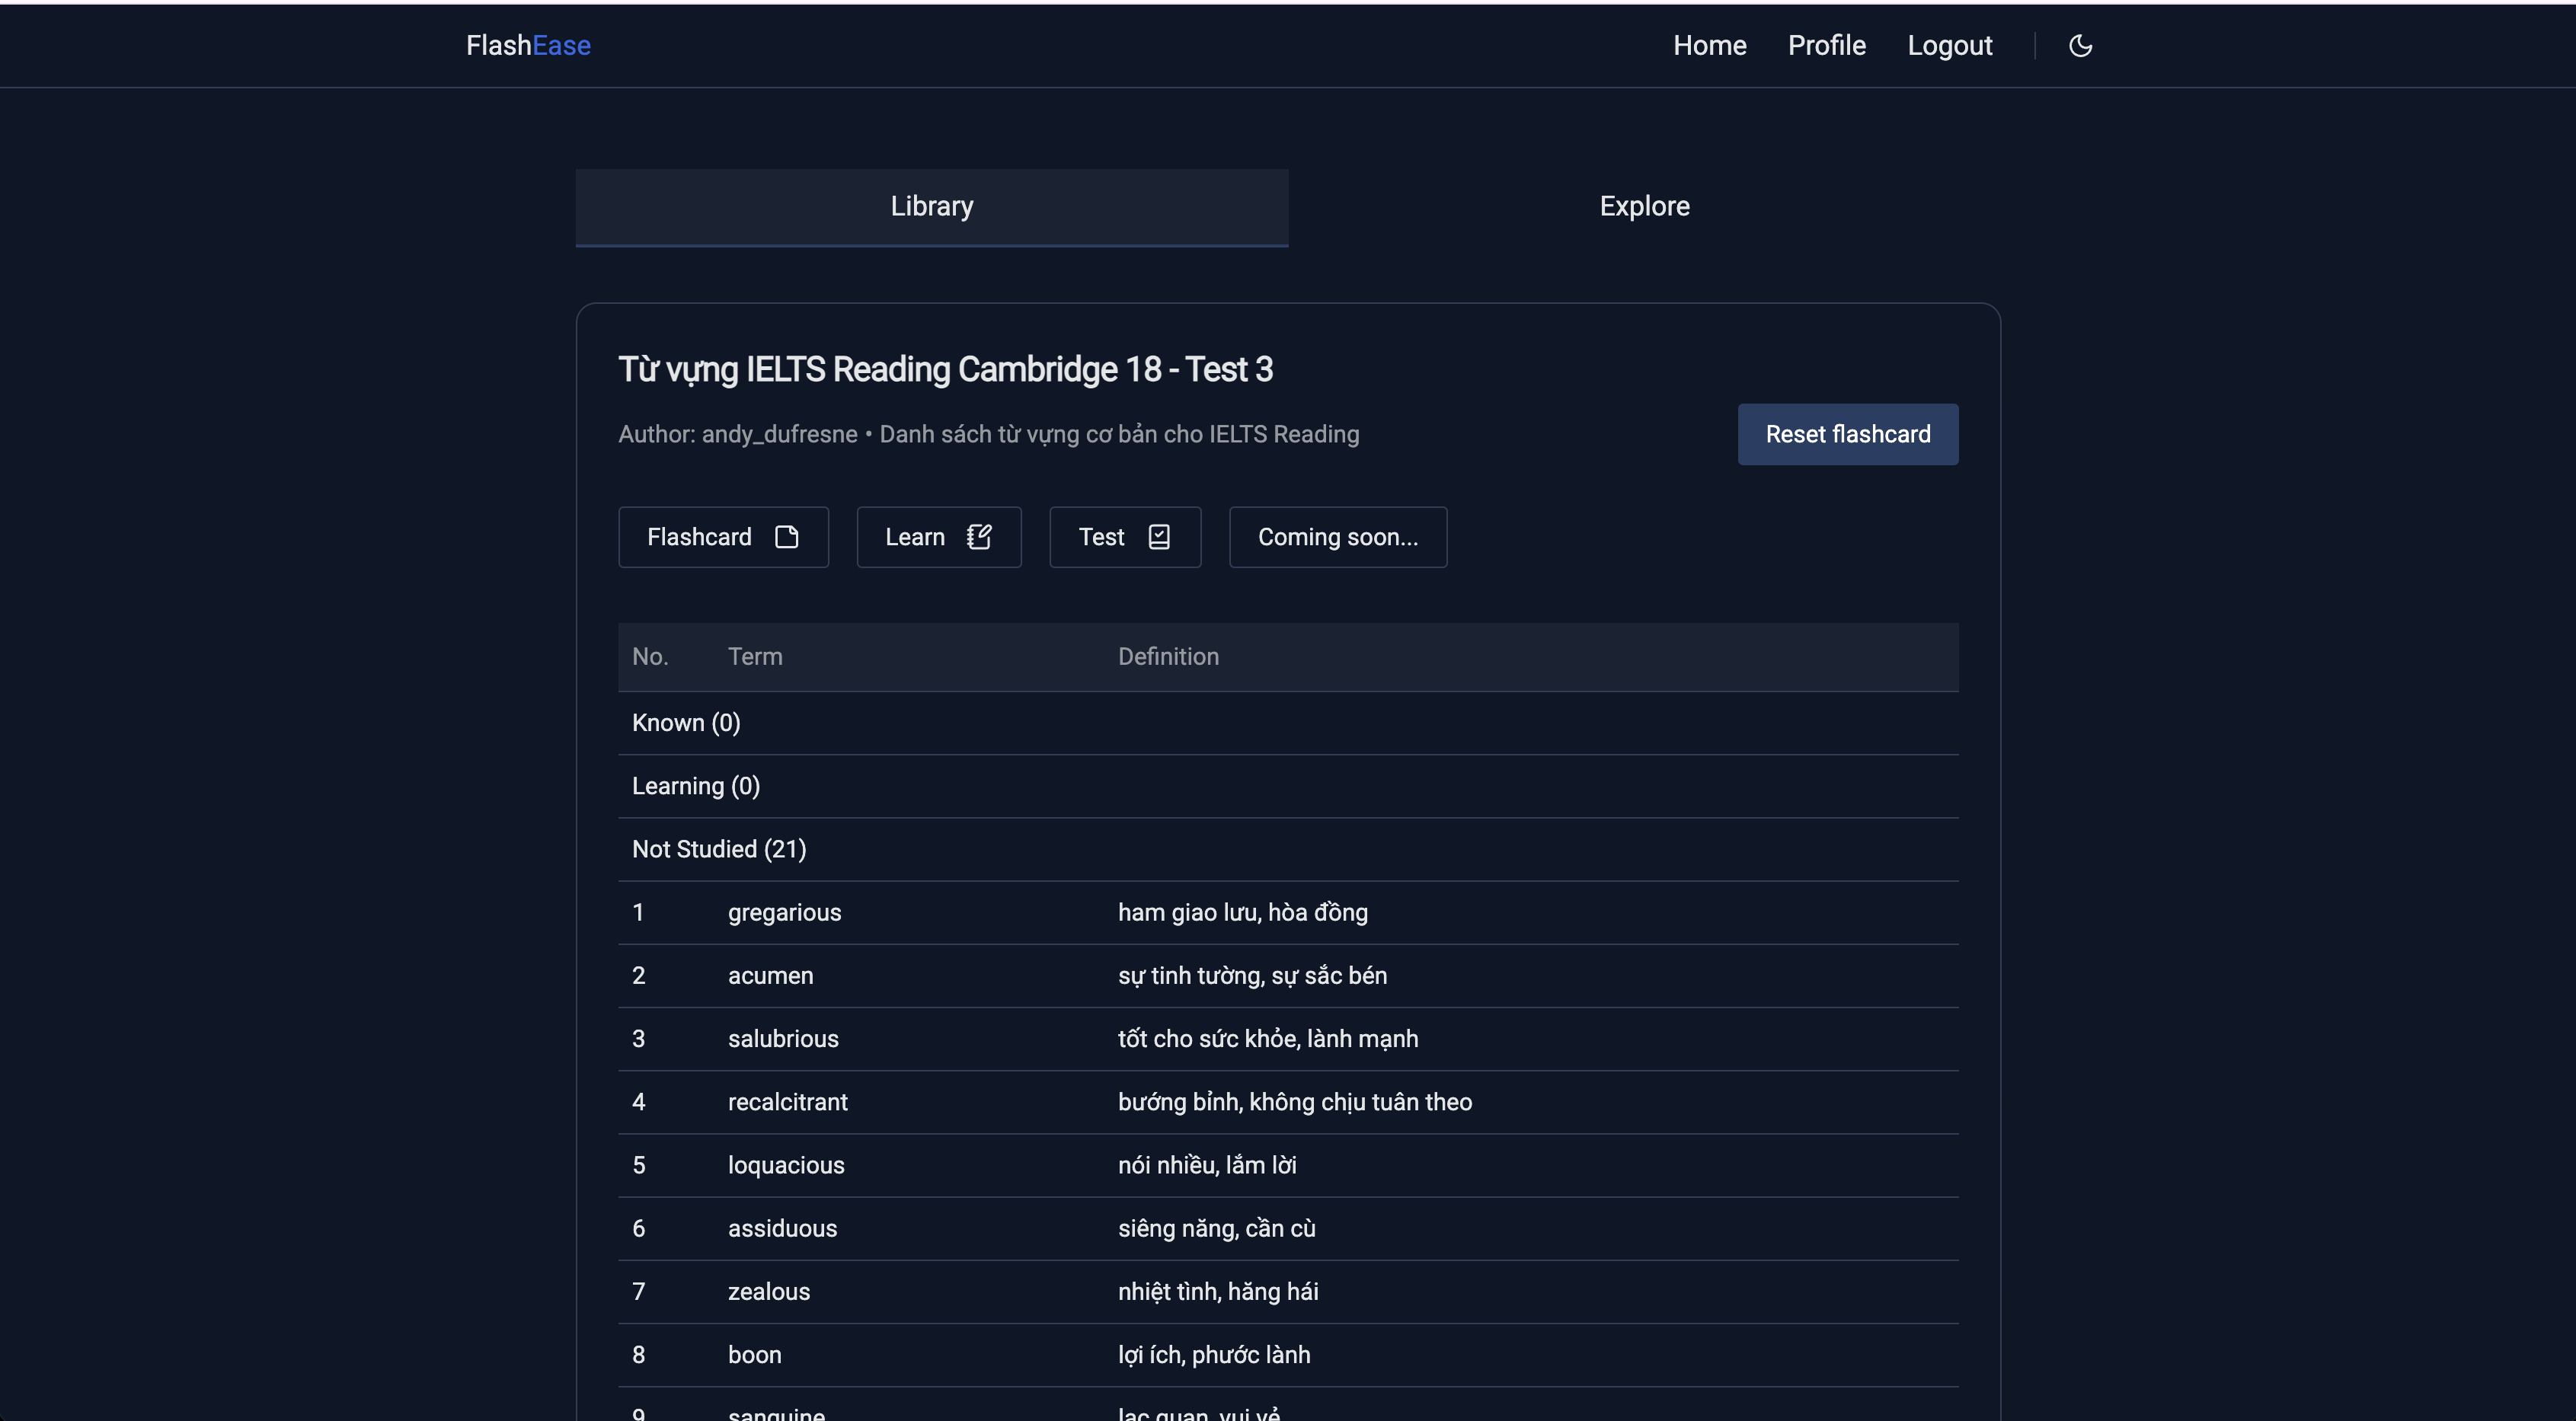 FlashEase Home Profile Logout
Library Explore
Từ vựng IELTS Reading Cambridge 18 - Test 3
Author: andy_dufresne • Danh sách từ vựng cơ bản cho IELTS Reading
Reset flashcard
Flashcard Learn Test Coming soon...
No. Term Definition
Known (0)
Learning (0)
Not Studied (21)
1 gregarious ham giao lưu, hòa đồng
2 acumen sự tinh tường, sự sắc bén
3 salubrious tốt cho sức khỏe, lành mạnh
4 recalcitrant bướng bỉnh, không chịu tuân theo
5 loquacious nói nhiều, lắm lời
6 assiduous siêng năng, cần cù
7 zealous nhiệt tình, hăng hái
8 boon lợi ích, phước lành
9 sanguine lạc quan, vui vẻ